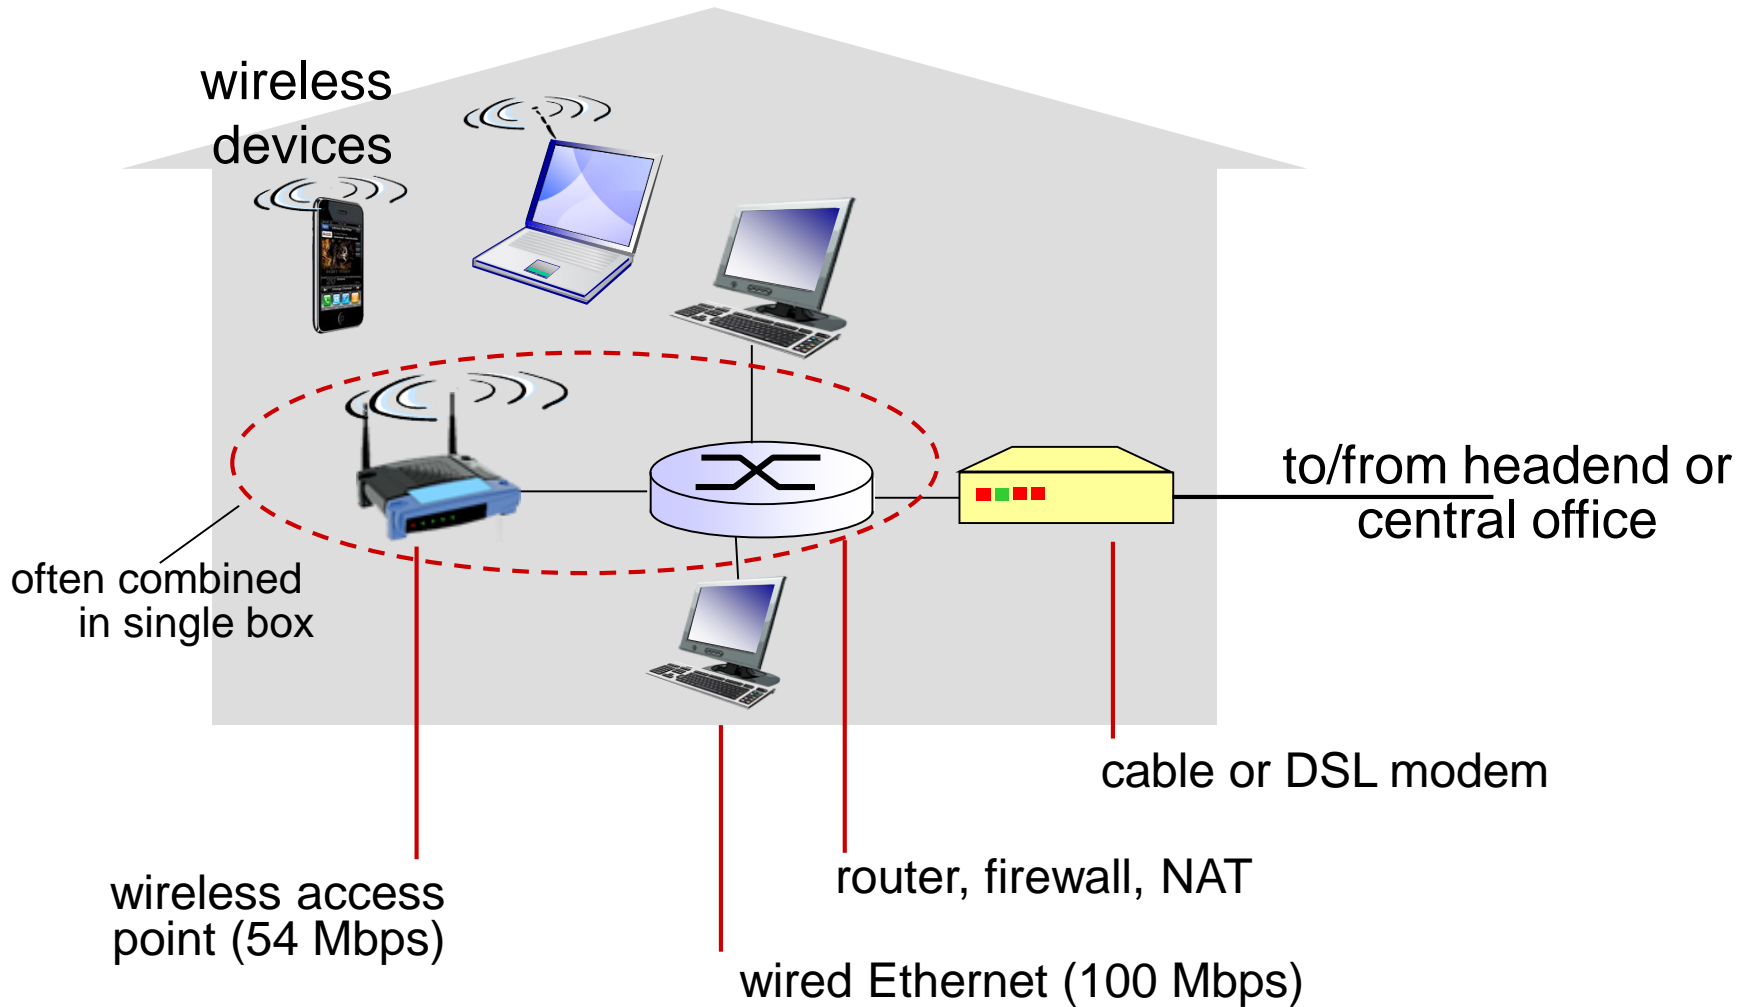 wireless
devices
to/from headend or
central office
often combined
in single box
cable or DSL modem
router, firewall, NAT
wireless access
point (54 Mbps)
wired Ethernet (100 Mbps)